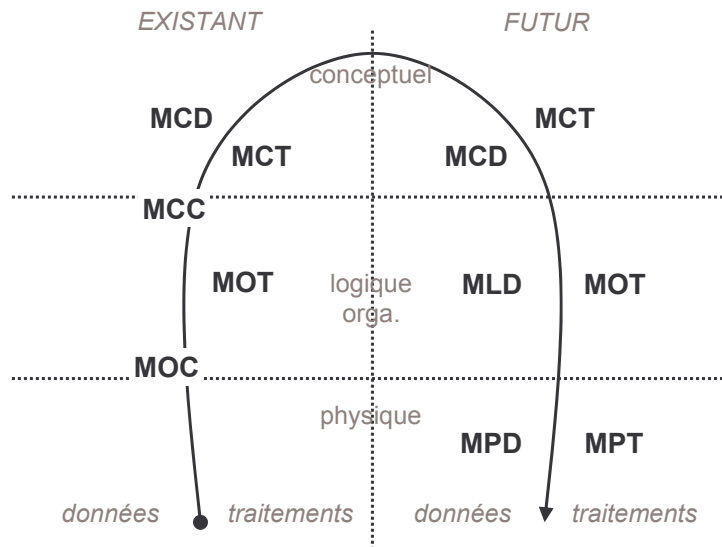 EXISTANT FUTUR
conceptuel
MCD MCT
MCT MCD
MCC
MOT logique MLD MOT
orga.
MOC
physique
MPD MPT
données traitements données traitements